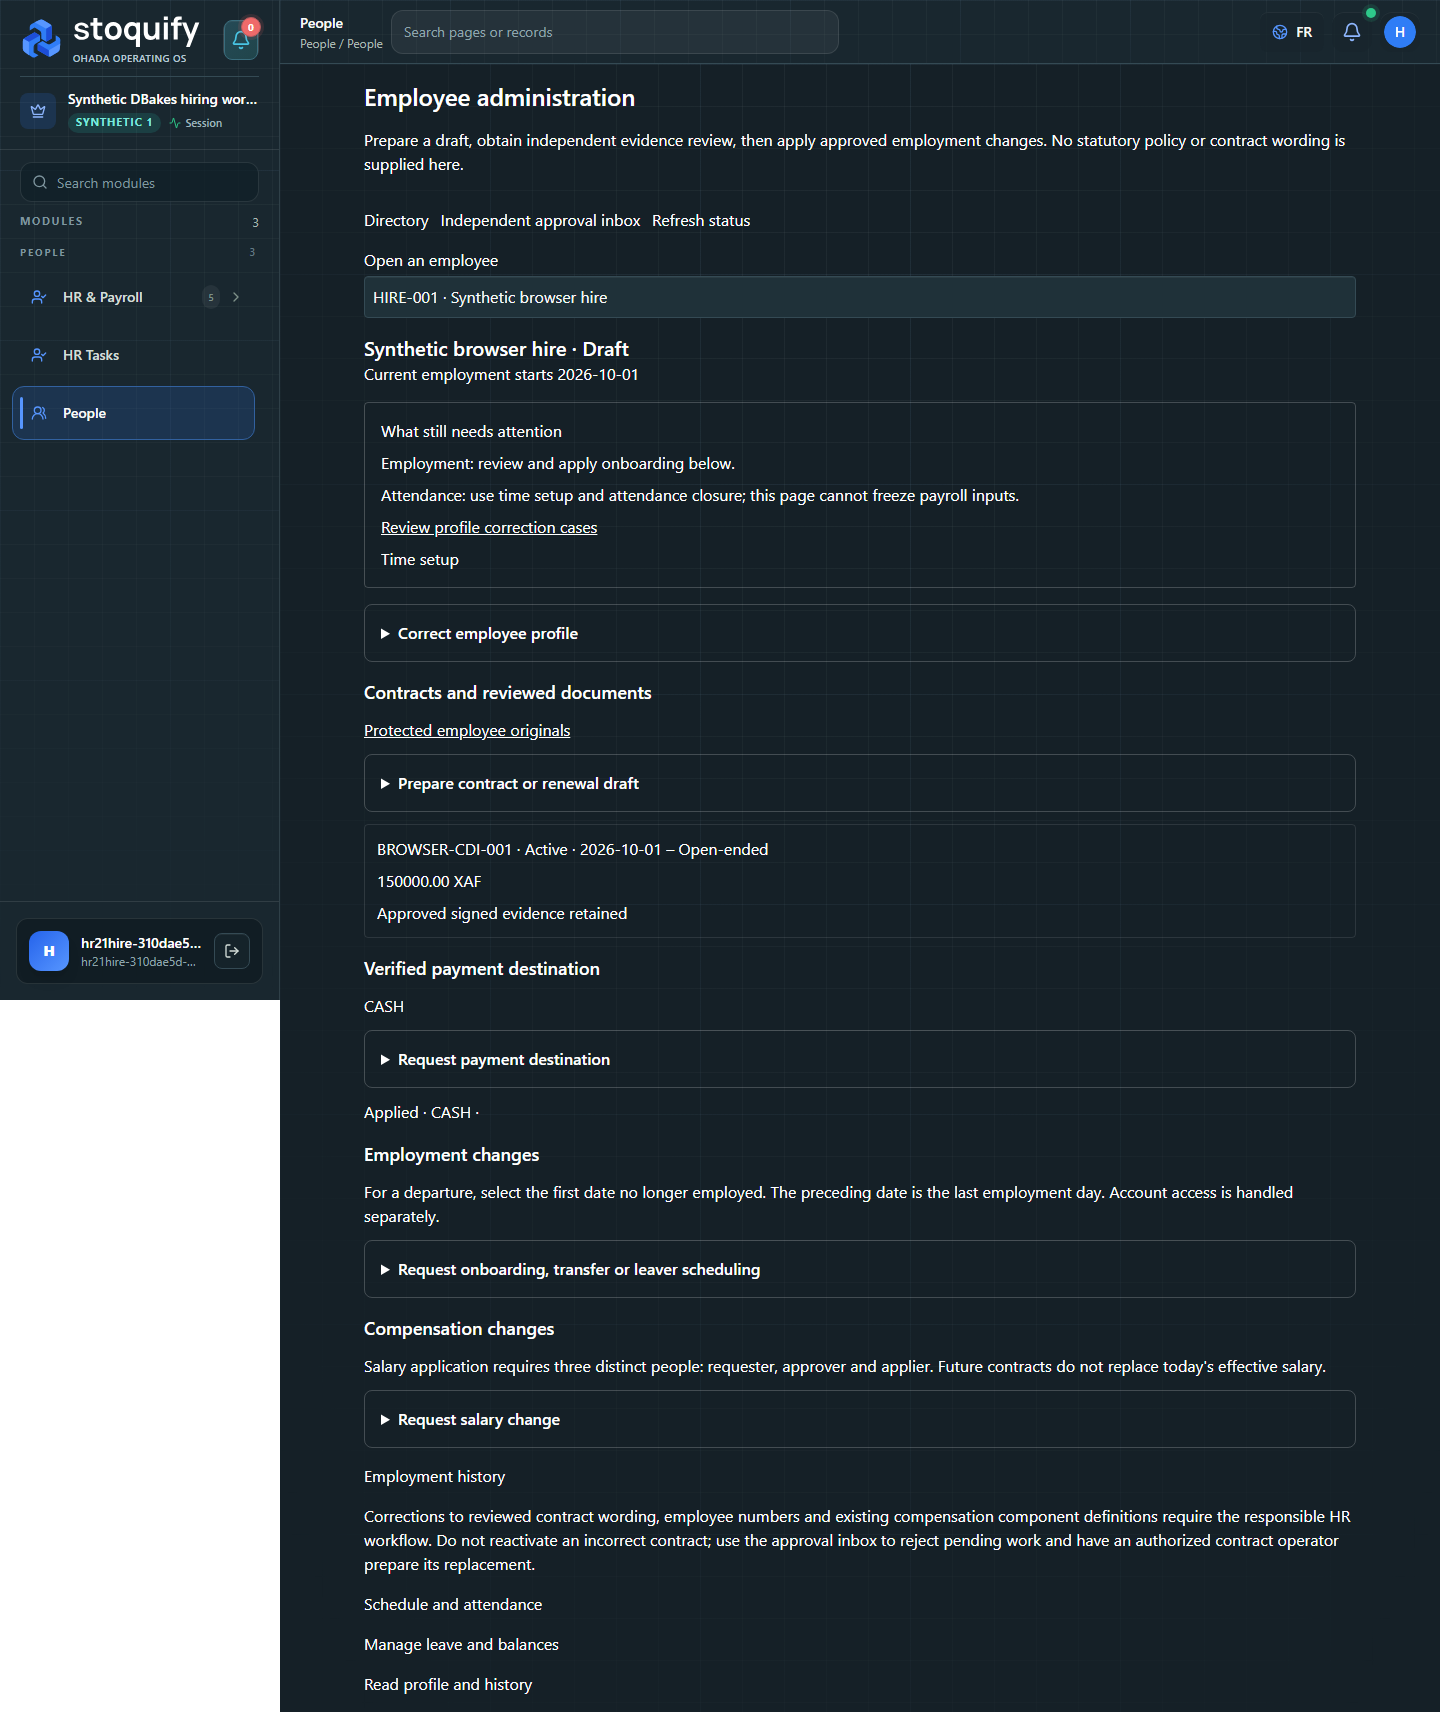 stoquify
OHADA OPERATING OS
0
Synthetic DBakes hiring wor...
SYNTHETIC 1
Session
Search modules
MODULES
3
PEOPLE
3
HR & Payroll
5
HR Tasks
People
H
hr21hire-310dae5...
hr21hire-310dae5d-...
People
People / People
Search pages or records
FR
H
Employee administration
Prepare a draft, obtain independent evidence review, then apply approved employment changes. No statutory policy or contract wording is
supplied here.
Directory Independent approval inbox Refresh status
Open an employee
HIRE-001 · Synthetic browser hire
Synthetic browser hire · Draft
Current employment starts 2026-10-01
What still needs attention
Employment: review and apply onboarding below.
Attendance: use time setup and attendance closure; this page cannot freeze payroll inputs.
Review profile correction cases
Time setup
Correct employee profile
Contracts and reviewed documents
Protected employee originals
Prepare contract or renewal draft
BROWSER-CDI-001 · Active · 2026-10-01 – Open-ended
150000.00 XAF
Approved signed evidence retained
Verified payment destination
CASH
Request payment destination
Applied · CASH ·
Employment changes
For a departure, select the first date no longer employed. The preceding date is the last employment day. Account access is handled
separately.
Request onboarding, transfer or leaver scheduling
Compensation changes
Salary application requires three distinct people: requester, approver and applier. Future contracts do not replace today's effective salary.
Request salary change
Employment history
Corrections to reviewed contract wording, employee numbers and existing compensation component definitions require the responsible HR
workflow. Do not reactivate an incorrect contract; use the approval inbox to reject pending work and have an authorized contract operator
prepare its replacement.
Schedule and attendance
Manage leave and balances
Read profile and history